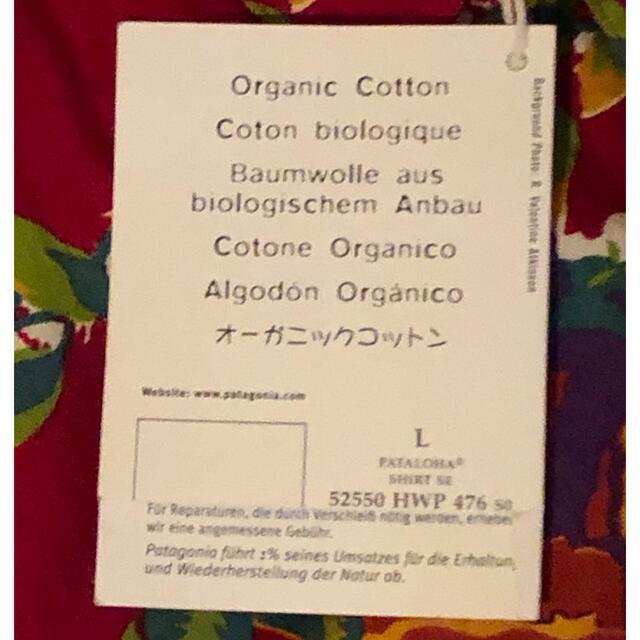 Organic Cotton
Coton biologique
Baumwolle aus
biologischem Anbau
Cotone Organico
Algodón Orgánico
オーガニックコットン
Background Photo: R. Valentine Atkinson
Website: www.patagonia.com
L
PATALOHA®
SHIRT SE
52550 HWP 476 S0
Für Reparaturen, die durch Verschleiß nötig werden, erheben
wir eine angemessene Gebühr.
Patagonia führt 1% seines Umsatzes für die Erhaltun
und Wiederherstellung der Natur ab.